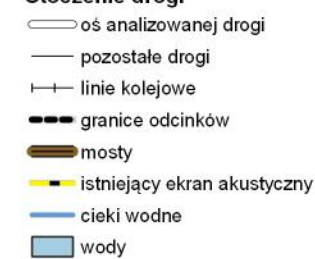 Otoczenie drogi
oś analizowanej drogi
pozostałe drogi
linie kolejowe
granice odcinków
mosty
istniejący ekran akustyczny
cieki wodne
wody